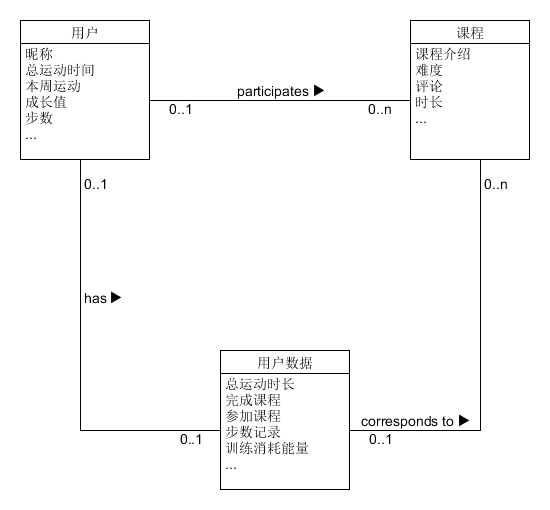 用户
昵称
总运动时间
本周运动
成长值
步数
...
课程
课程介绍
难度
评论
时长
...
participates ▶
0..1
0..n
0..1
0..n
has ▶
用户数据
总运动时长
完成课程
参加课程
步数记录
训练消耗能量
...
corresponds to ▶
0..1
0..1